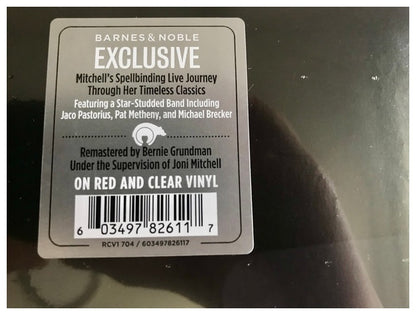 BARNES & NOBLE
EXCLUSIVE
Mitchell's Spellbinding Live Journey
Through Her Timeless Classics
Featuring a Star-Studded Band Including
Jaco Pastorius, Pat Metheny, and Michael Brecker
Remastered by Bernie Grundman
Under the Supervision of Joni Mitchell
ON RED AND CLEAR VINYL
6 03497 82611 7
RCV1 704 / 603497826117